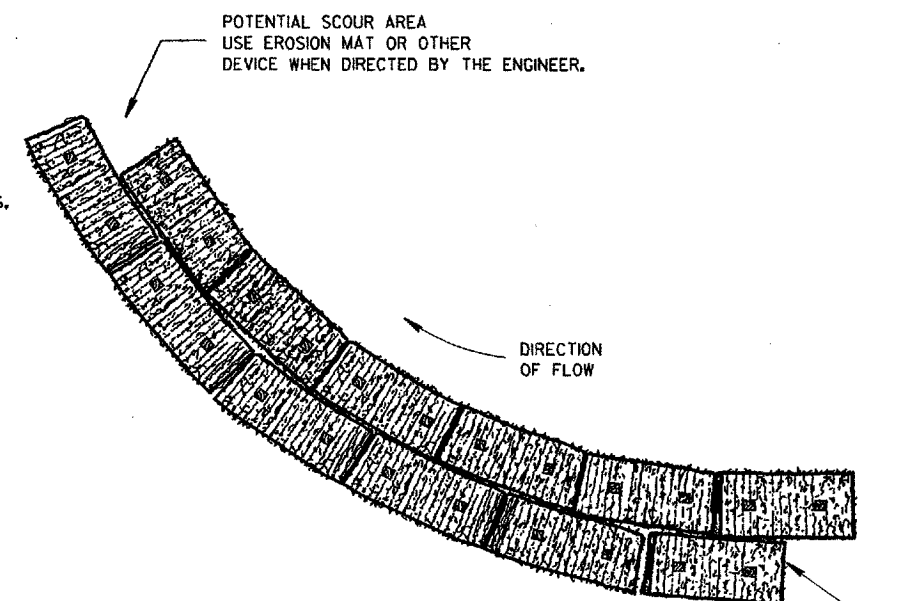 POTENTIAL SCOUR AREA
USE EROSION MAT OR OTHER
DEVICE WHEN DIRECTED BY THE ENGINEER.
DIRECTION
OF FLOW